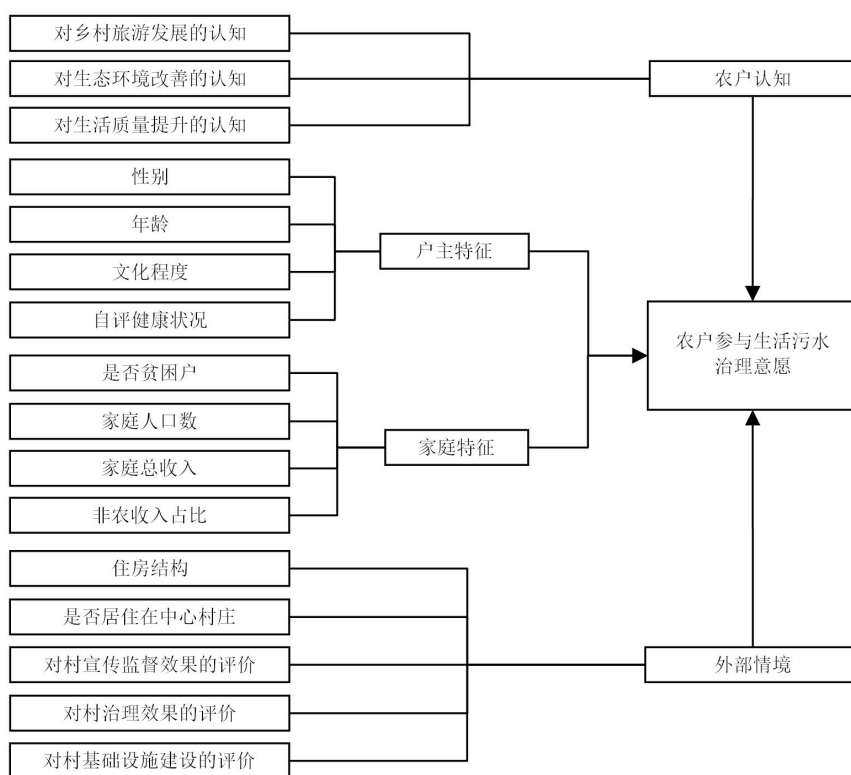 对乡村旅游发展的认知
对生态环境改善的认知
农户认知
对生活质量提升的认知
性别
年龄
户主特征
文化程度
自评健康状况
农户参与生活污水
治理意愿
是否贫困户
家庭人口数
家庭特征
家庭总收入
非农收入占比
住房结构
是否居住在中心村庄
对村宣传监督效果的评价
外部情境
对村治理效果的评价
对村基础设施建设的评价